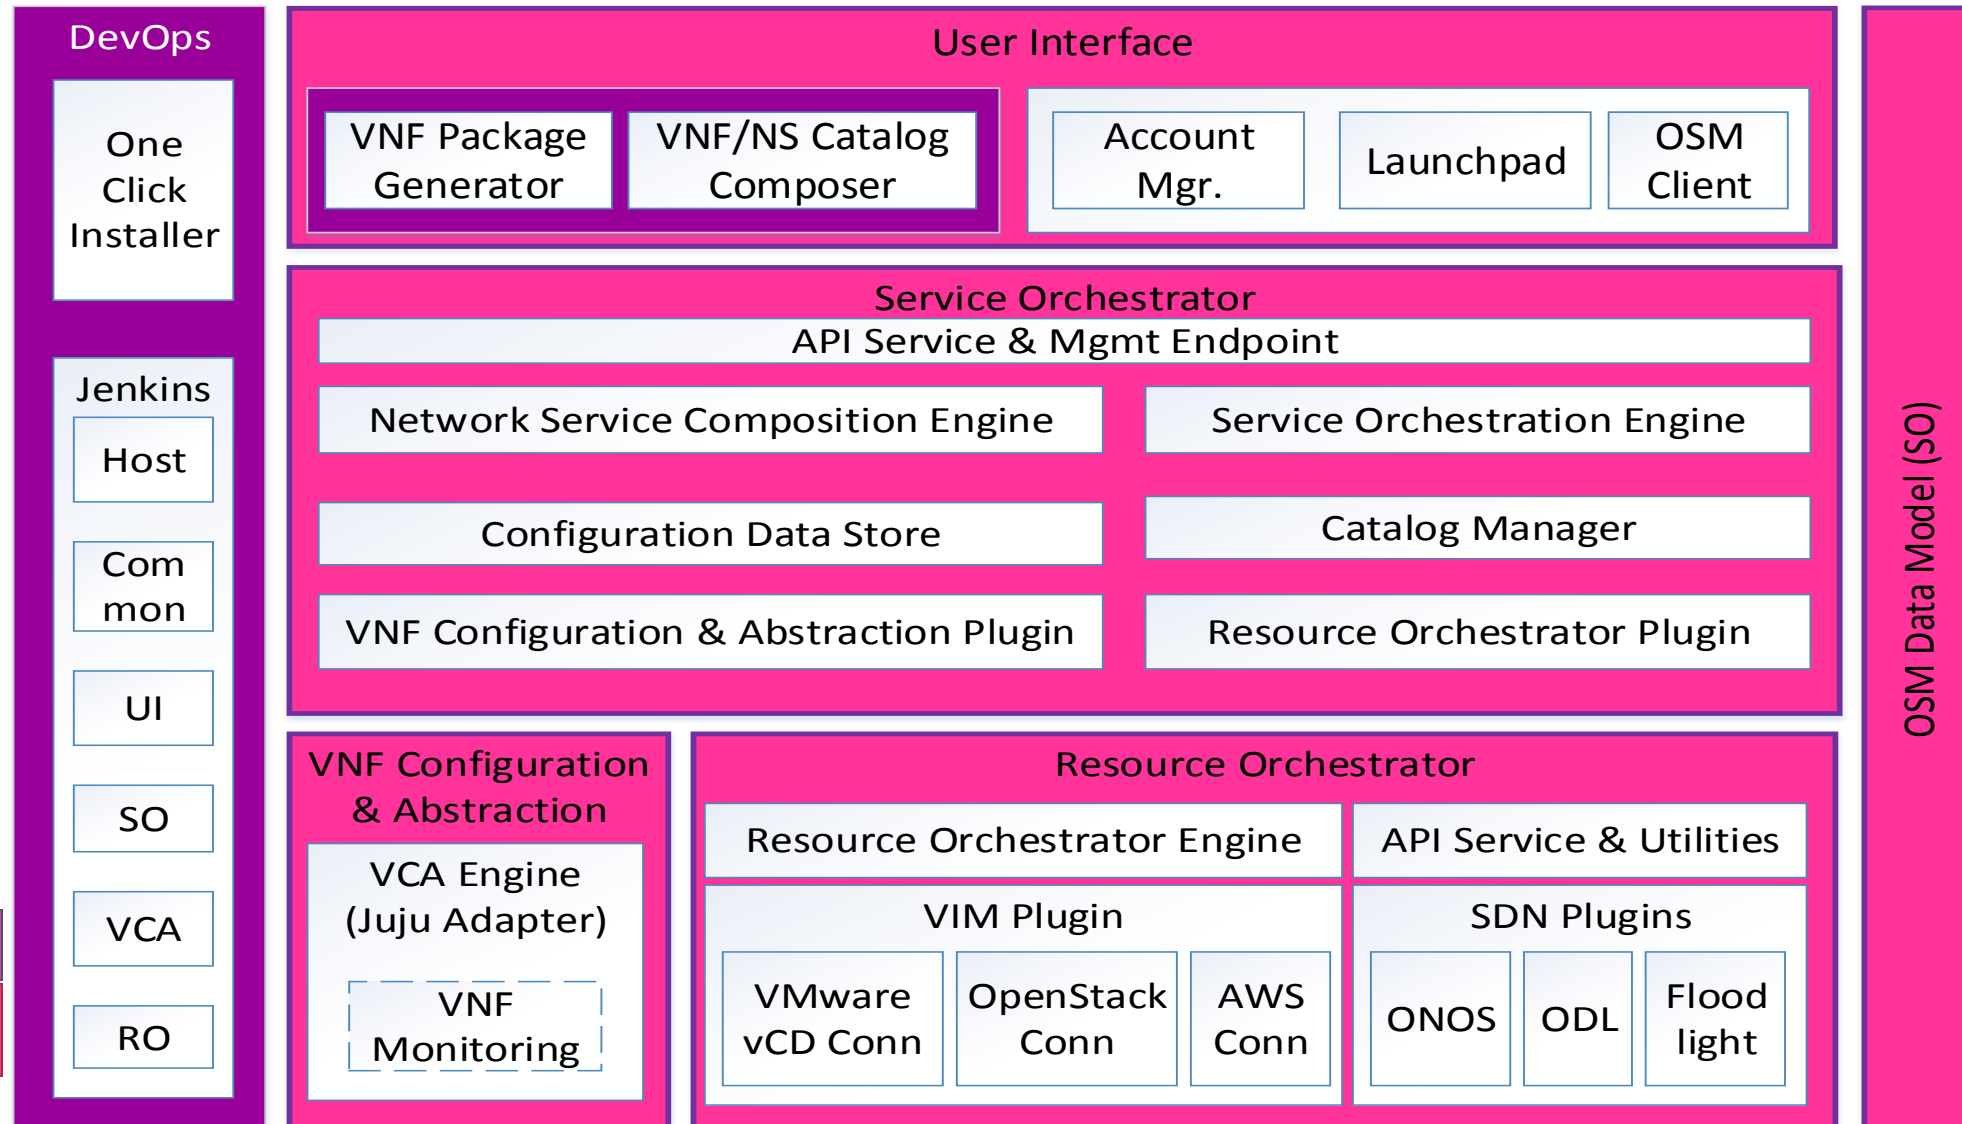 DevOps
One
Click
Installer
Jenkins
Host
Com
mon
UI
SO
VCA
RO
User Interface
VNF Package
Generator
VNF/NS Catalog
Composer
Account
Mgr.
Launchpad
OSM
Client
Service Orchestrator
API Service & Mgmt Endpoint
Network Service Composition Engine
Service Orchestration Engine
Configuration Data Store
Catalog Manager
VNF Configuration & Abstraction Plugin
Resource Orchestrator Plugin
VNF Configuration
& Abstraction
VCA Engine
(Juju Adapter)
VNF
Monitoring
Resource Orchestrator
Resource Orchestrator Engine
API Service & Utilities
VIM Plugin
VMware
vCD Conn
OpenStack
Conn
AWS
Conn
SDN Plugins
ONOS
ODL
Flood
light
OSM Data Model (SO)